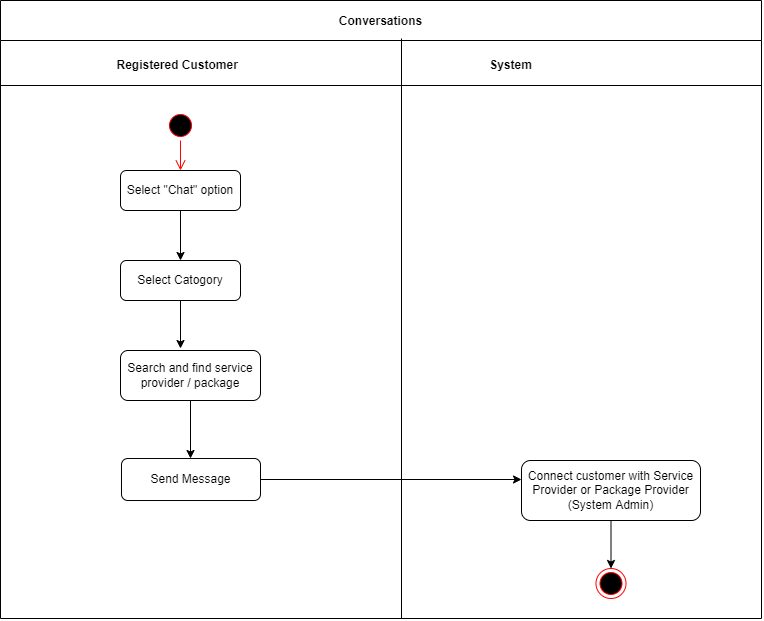 Conversations
Registered Customer
System
Select "Chat" option
Select Catogory
Search and find service
provider / package
Send Message
Connect customer with Service
Provider or Package Provider
(System Admin)